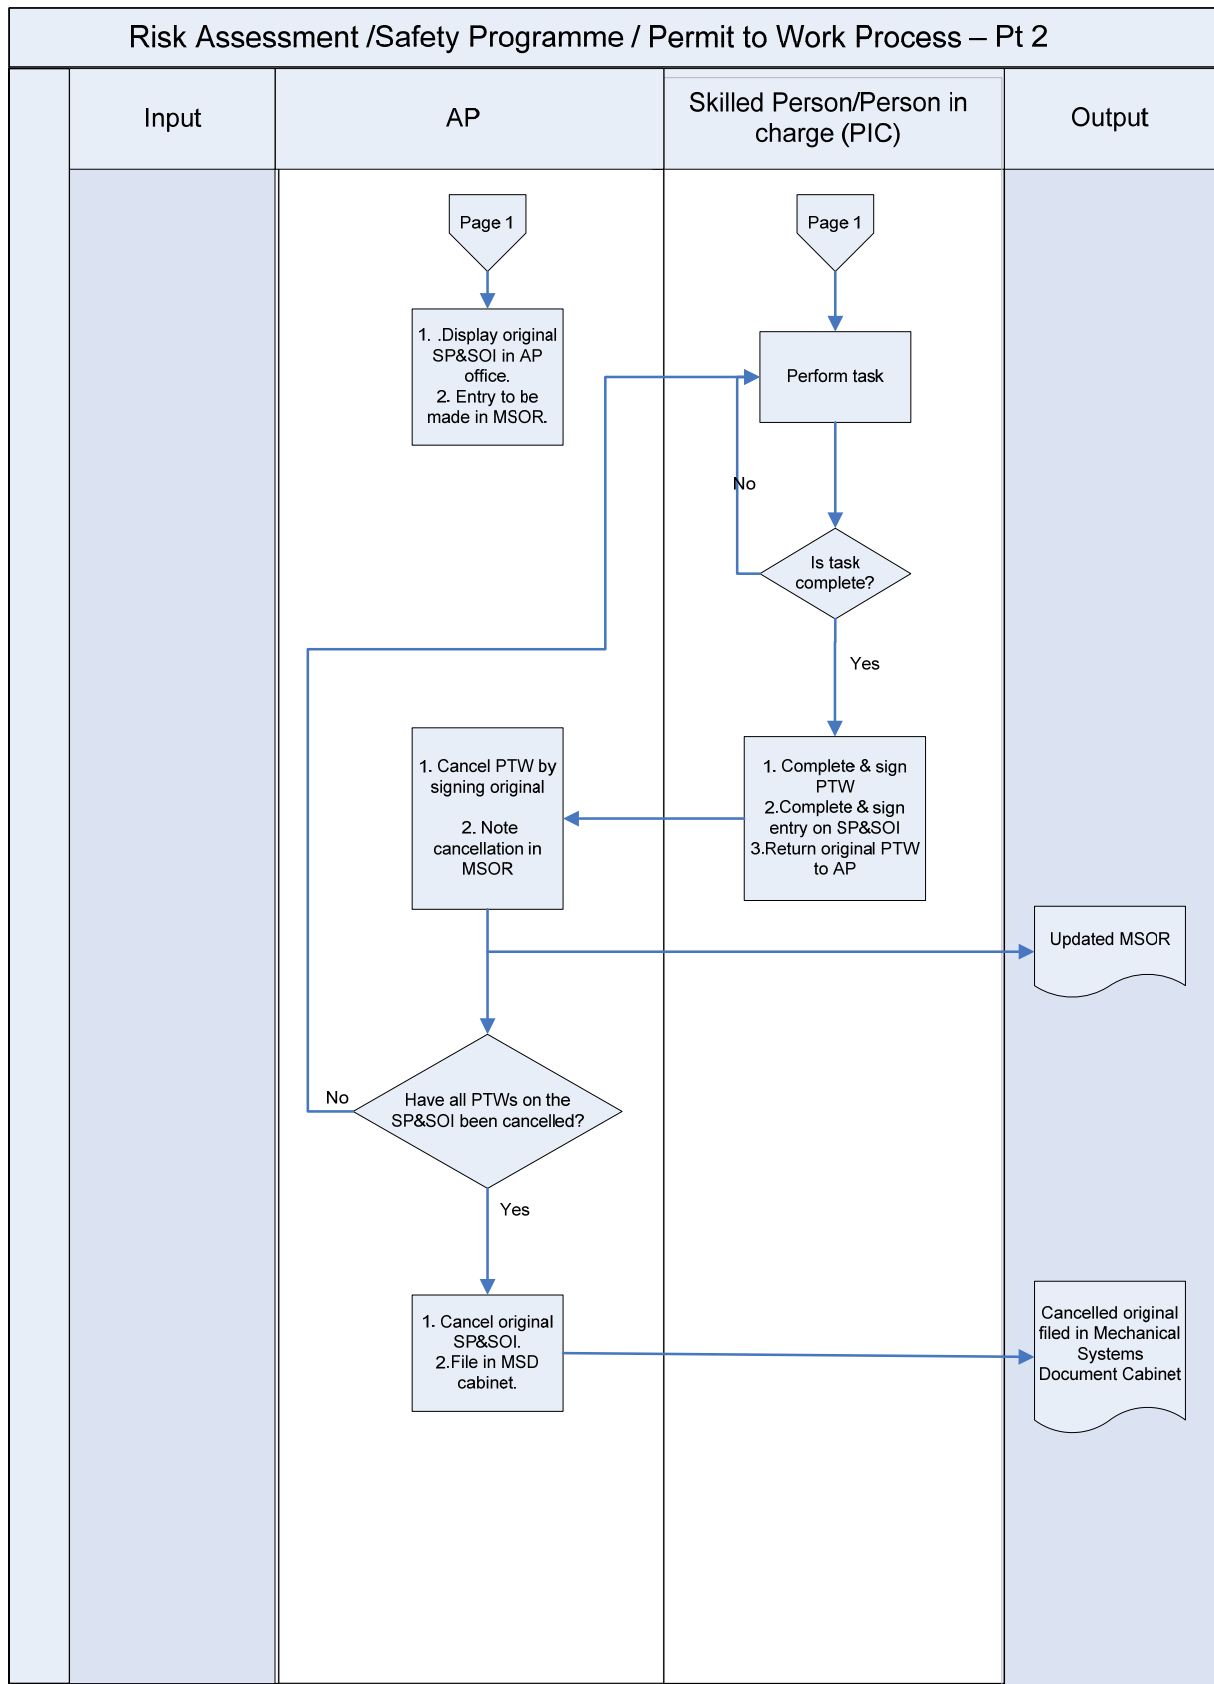 Risk Assessment /Safety Programme / Permit to Work Process – Pt 2
Input
AP
Skilled Person/Person in
charge (PIC)
Output
Page 1
Page 1
1. .Display original
SP&SOI in AP
office.
2. Entry to be
made in MSOR.
Perform task
No
Is task
complete?
Yes
1. Cancel PTW by
signing original
2. Note
cancellation in
MSOR
1. Complete & sign
PTW
2.Complete & sign
entry on SP&SOI
3.Return original PTW
to AP
Updated MSOR
No
Have all PTWs on the
SP&SOI been cancelled?
Yes
1. Cancel original
SP&SOI.
2.File in MSD
cabinet.
Cancelled original
filed in Mechanical
Systems
Document Cabinet